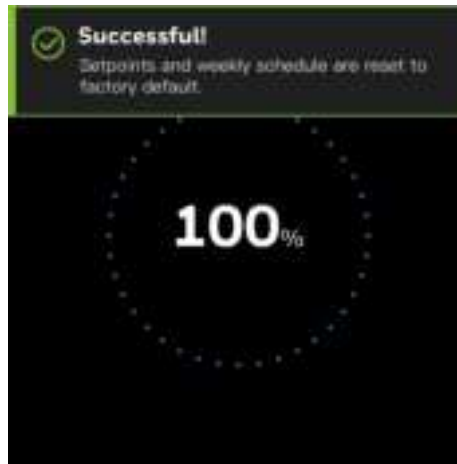 Successful!
Setpoints and weekly schedule are reset to
factory default.
100%